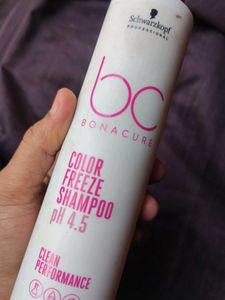 Schwarzkopf
PROFESSIONAL
bc
BONACURE
COLOR
FREEZE
SHAMPOO
pH 4.5
CLEAN
PERFORMANCE